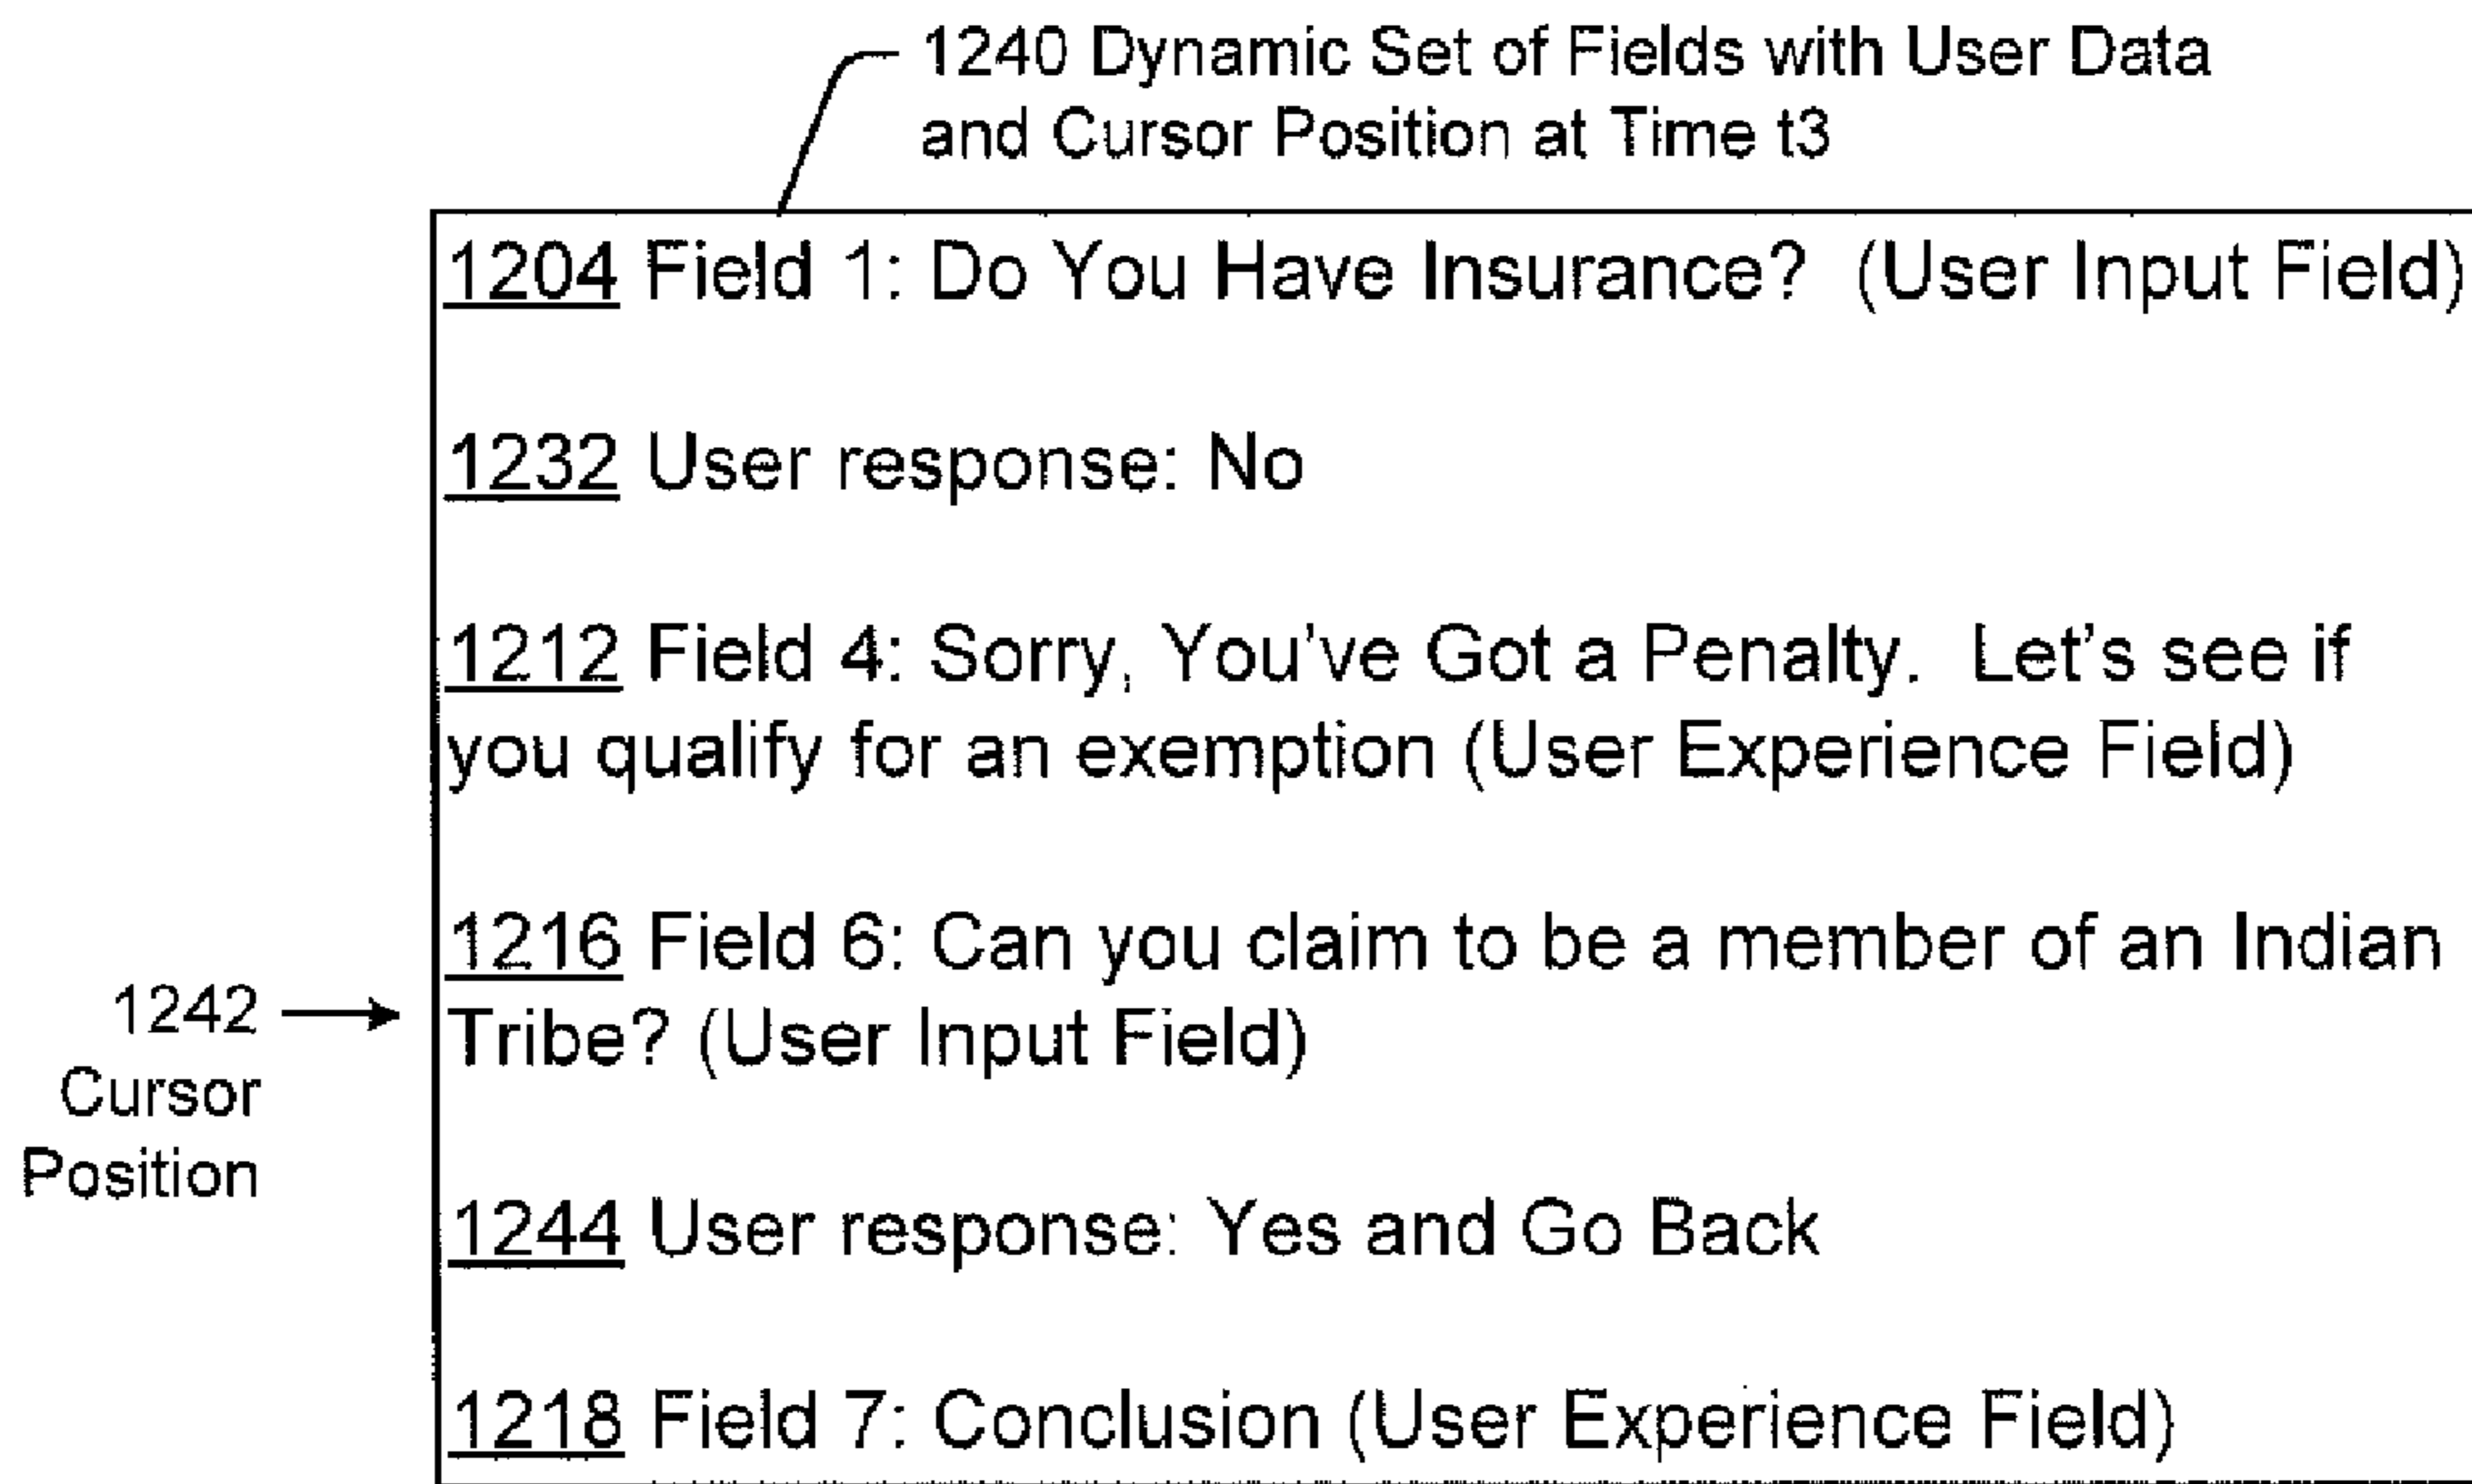 1240 Dynamic Set of Fields with User Data
and Cursor Position at Time t3
1204 Field 1: Do You Have Insurance? (User Input Field)
1232 User response: No
1212 Field 4: Sorry, You've Got a Penalty. Let's see if
you qualify for an exemption (User Experience Field)
1216 Field 6: Can you claim to be a member of an Indian
Tribe? (User Input Field)
1242
Cursor
Position
1244 User response: Yes and Go Back
1218 Field 7: Conclusion (User Experience Field)